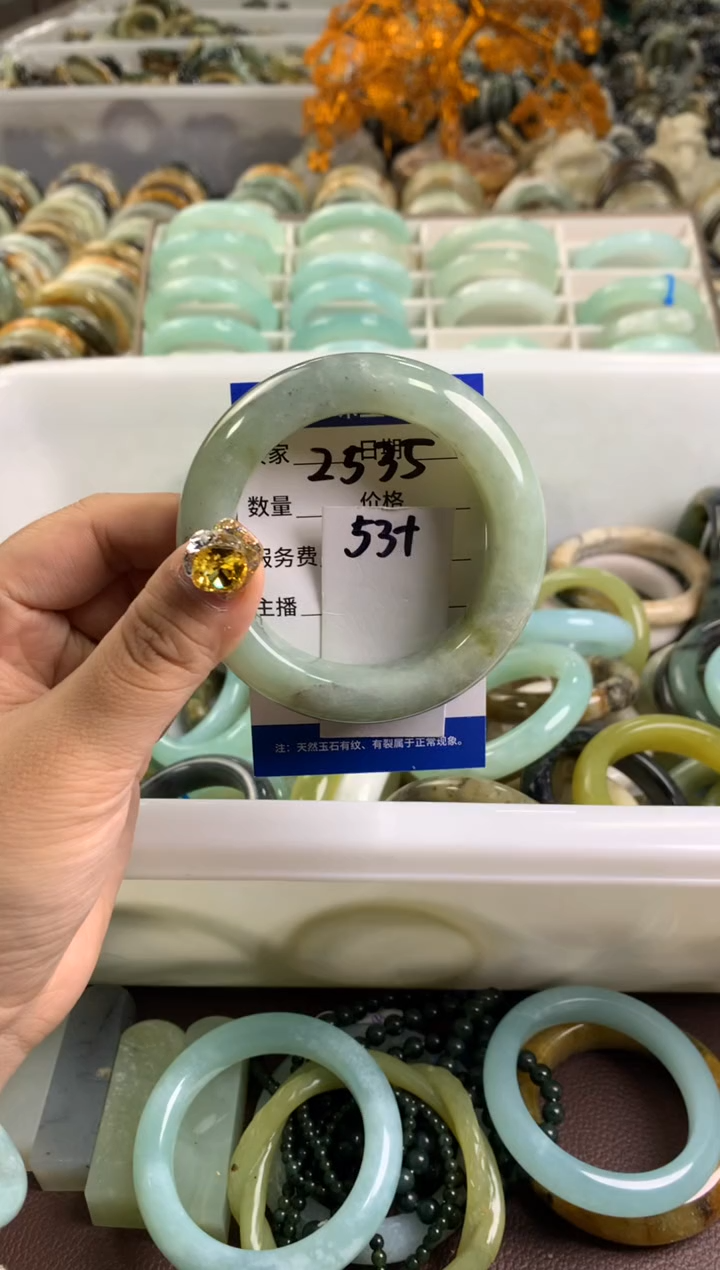 家 日期
2535
数量 价格
53+
服务费
主播
注：天然玉石有纹、有裂属于正常现象。